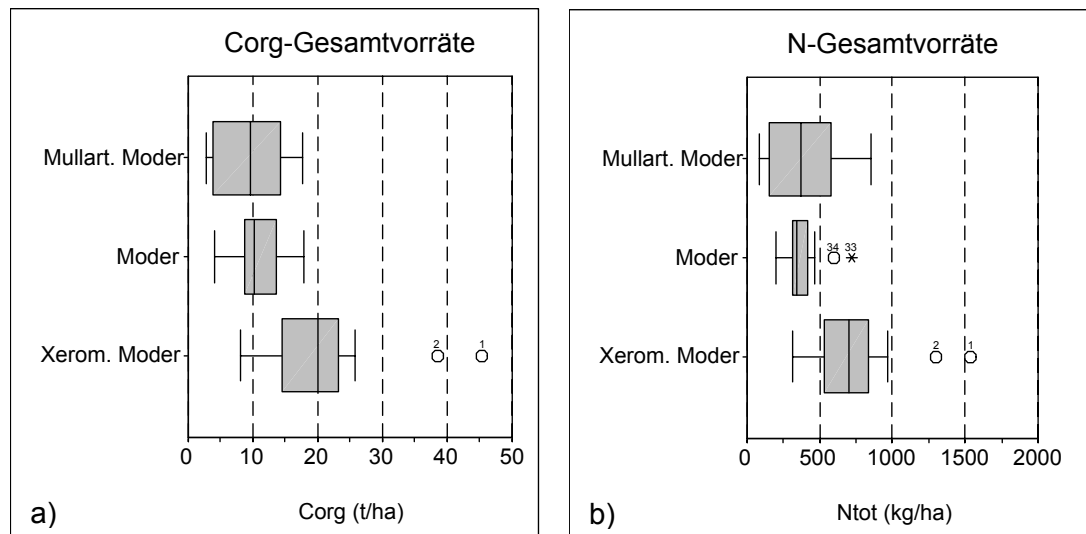 Corg-Gesamtvorräte
Mullart. Moder
Moder
Xerom. Moder
2
1
0
10
20
30
40
50
Corg (t/ha)
a)
N-Gesamtvorräte
Mullart. Moder
Moder
34
33
Xerom. Moder
2
1
0
500
1000
1500
2000
Ntot (kg/ha)
b)